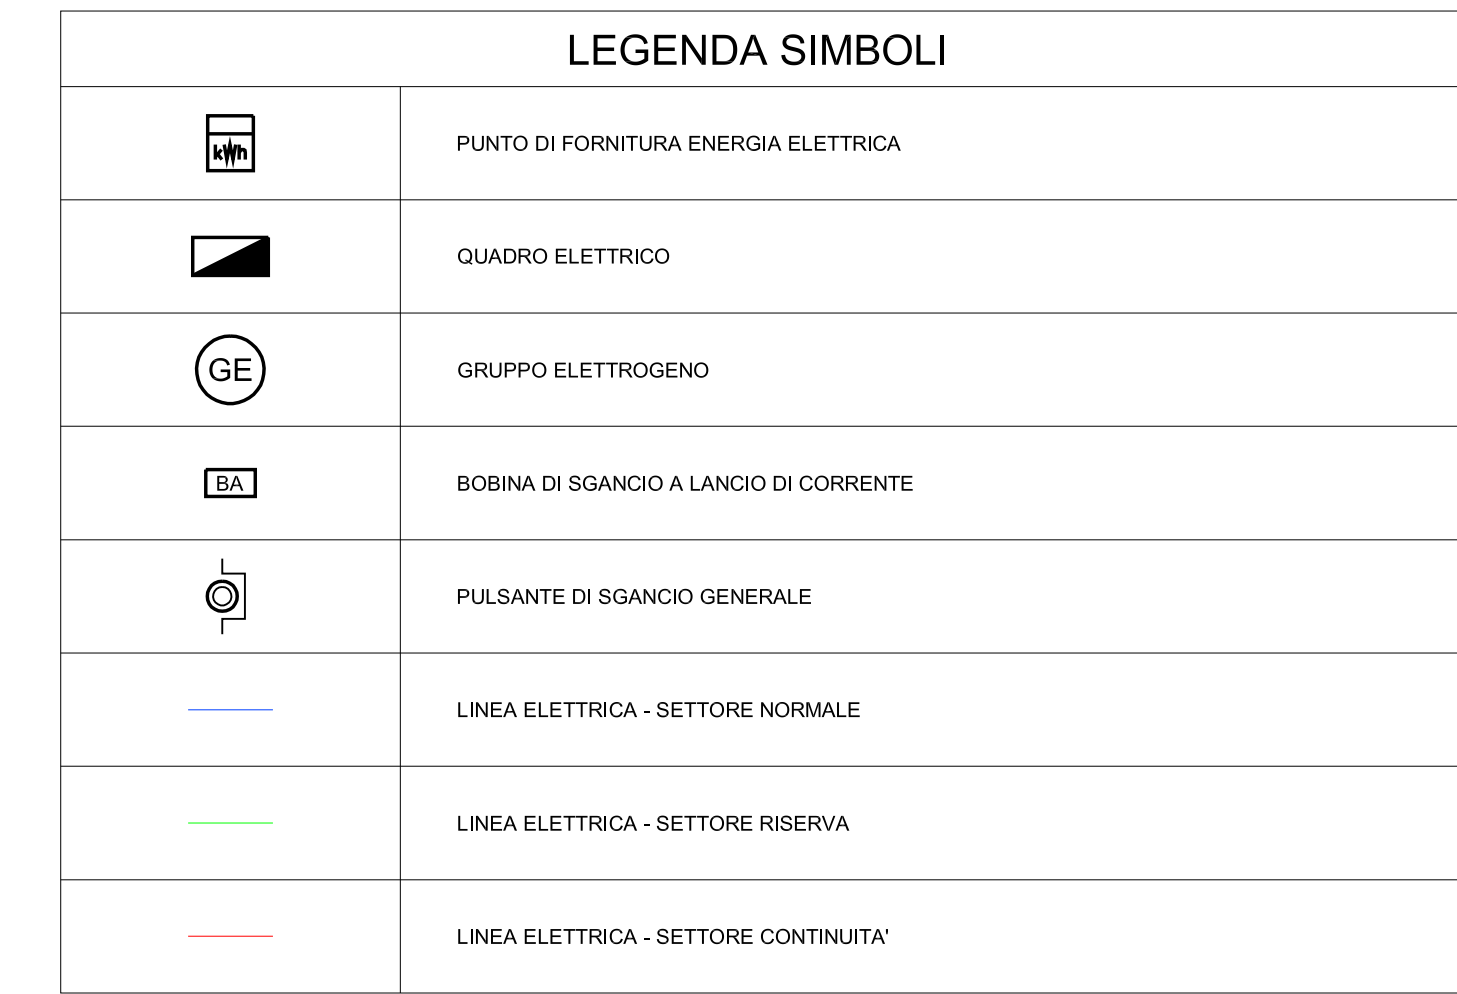 LEGENDA SIMBOLI
kWh
PUNTO DI FORNITURA ENERGIA ELETTRICA
QUADRO ELETTRICO
GE
GRUPPO ELETTROGENO
BA
BOBINA DI SGANCIO A LANCIO DI CORRENTE
PULSANTE DI SGANCIO GENERALE
LINEA ELETTRICA - SETTORE NORMALE
LINEA ELETTRICA - SETTORE RISERVA
LINEA ELETTRICA - SETTORE CONTINUITA'